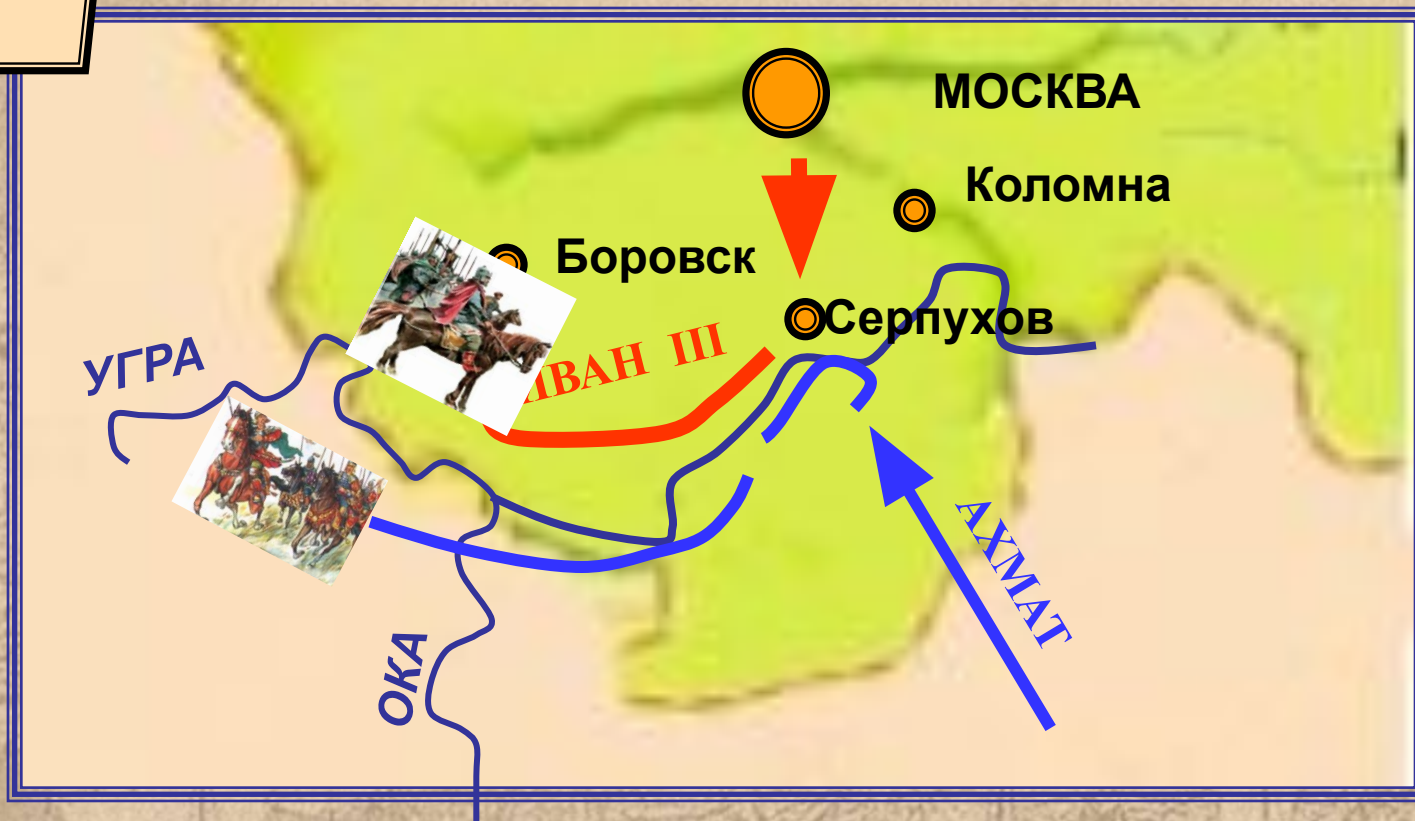 МОСКВА
Коломна
Боровск
Серпухов
ИВАН III
УГРА
АХМАТ
ОКА